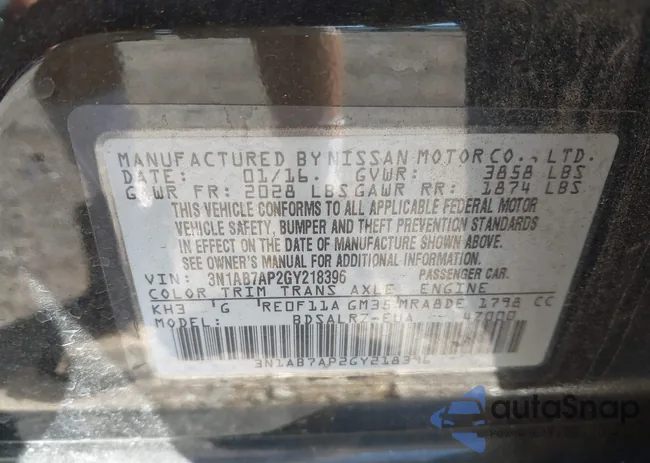 MANUFACTURED BY NISSAN MOTOR CO., LTD.
DATE: 01/16. GVWR: 3858 LBS
GAWR FR: 2028 LBS GAWR RR: 1874 LBS
THIS VEHICLE CONFORMS TO ALL APPLICABLE FEDERAL MOTOR
VEHICLE SAFETY, BUMPER AND THEFT PREVENTION STANDARDS
IN EFFECT ON THE DATE OF MANUFACTURE SHOWN ABOVE.
SEE OWNER'S MANUAL FOR ADDITIONAL INFORMATION.
VIN: 3N1AB7AP2GY218396 PASSENGER CAR.
COLOR TRIM TRANS AXLE ENGINE
KH3 'G RE0F11A GM35 MRA8DE 1798 CC
MODEL: BDSALRZ-EUA 47000
3N1AB7AP2GY218396
autoSnap